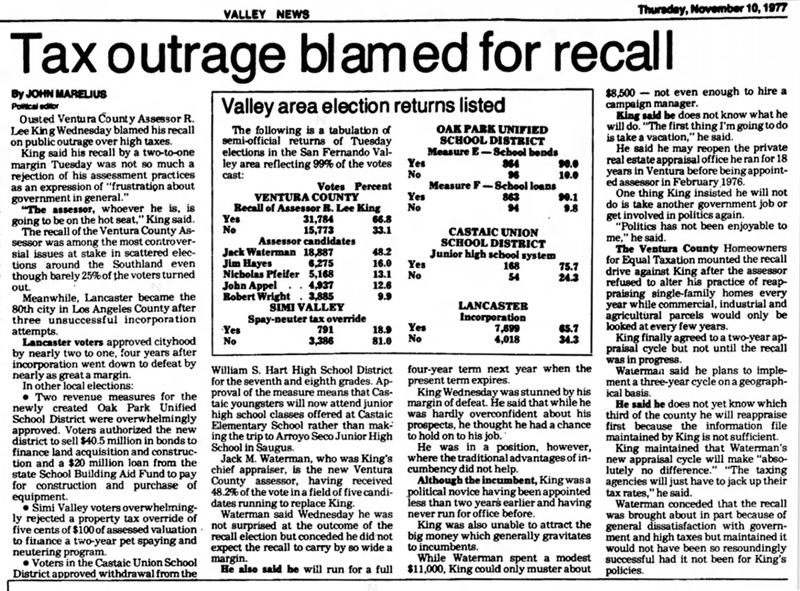 VALLEY NEWS
Thursday, November 10, 1977
Tax outrage blamed for recall
By JOHN MARELIUS
Political editor
Ousted Ventura County Assessor R.
Lee King Wednesday blamed his recall
on public outrage over high taxes.
King said his recall by a two-to-one
margin Tuesday was not so much a
rejection of his assessment practices
as an expression of "frustration about
government in general."
"The assessor, whoever he is, is
going to be on the hot seat," King said.
The recall of the Ventura County As-
sessor was among the most controver-
sial issues at stake in scattered elec-
tions around the Southland even
though barely 25% of the voters turned
out.
Meanwhile, Lancaster became the
80th city in Los Angeles County after
three unsuccessful incorporation
attempts.
Lancaster voters approved cityhood
by nearly two to one, four years after
incorporation went down to defeat by
nearly as great a margin.
In other local elections:
• Two revenue measures for the
newly created Oak Park Unified
School District were overwhelmingly
approved. Voters authorized the new
district to sell $40.5 million in bonds to
finance land acquisition and construc-
tion and a $20 million loan from the
state School Building Aid Fund to pay
for construction and purchase of
equipment.
• Simi Valley voters overwhelming-
ly rejected a property tax override of
five cents of $100 of assessed valuation
to finance a two-year pet spaying and
neutering program.
• Voters in the Castaic Union School
District approved withdrawal from the
Valley area election returns listed
The following is a tabulation of
semi-official returns of Tuesday
elections in the San Fernando Val-
ley area reflecting 99% of the votes
cast:
Votes Percent
VENTURA COUNTY
Recall of Assessor R. Lee King
Yes 31,784 66.8
No 15,773 33.1
Assessor candidates
Jack Waterman 18,887 48.2
Jim Hayes 6,275 16.0
Nicholas Pfeifer 5,168 13.1
John Appel . . 4,937 12.6
Robert Wright . 3,885 9.9
SIMI VALLEY
Spay-neuter tax override
Yes 791 18.9
No 3,386 81.0
OAK PARK UNIFIED
SCHOOL DISTRICT
Measure E — School bonds
Yes 864 90.0
No 96 10.0
Measure F — School loans
Yes 863 90.1
No 94 9.8
CASTAIC UNION
SCHOOL DISTRICT
Junior high school system
Yes 168 75.7
No 54 24.3
LANCASTER
Incorporation
Yes 7,699 65.7
No 4,018 34.3
William S. Hart High School District
for the seventh and eighth grades. Ap-
proval of the measure means that Cas-
taic youngsters will now attend junior
high school classes offered at Castaic
Elementary School rather than mak-
ing the trip to Arroyo Seco Junior High
School in Saugus.
Jack M. Waterman, who was King's
chief appraiser, is the new Ventura
County assessor, having received
48.2% of the vote in a field of five candi-
dates running to replace King.
Waterman said Wednesday he was
not surprised at the outcome of the
recall election but conceded he did not
expect the recall to carry by so wide a
margin.
He also said he will run for a full
four-year term next year when the
present term expires.
King Wednesday was stunned by his
margin of defeat. He said that while he
was hardly overconfident about his
prospects, he thought he had a chance
to hold on to his job.
He was in a position, however,
where the traditional advantages of in-
cumbency did not help.
Although the incumbent, King was a
political novice having been appointed
less than two years earlier and having
never run for office before.
King was also unable to attract the
big money which generally gravitates
to incumbents.
While Waterman spent a modest
$11,000, King could only muster about
$8,500 — not even enough to hire a
campaign manager.
King said he does not know what he
will do. "The first thing I'm going to do
is take a vacation," he said.
He said he may reopen the private
real estate appraisal office he ran for 18
years in Ventura before being appoint-
ed assessor in February 1976.
One thing King insisted he will not
do is take another government job or
get involved in politics again.
"Politics has not been enjoyable to
me," he said.
The Ventura County Homeowners
for Equal Taxation mounted the recall
drive against King after the assessor
refused to alter his practice of reap-
praising single-family homes every
year while commercial, industrial and
agricultural parcels would only be
looked at every few years.
King finally agreed to a two-year ap-
praisal cycle but not until the recall
was in progress.
Waterman said he plans to imple-
ment a three-year cycle on a geograph-
ical basis.
He said he does not yet know which
third of the county he will reappraise
first because the information file
maintained by King is not sufficient.
King maintained that Waterman's
new appraisal cycle will make "abso-
lutely no difference." "The taxing
agencies will just have to jack up their
tax rates," he said.
Waterman conceded that the recall
was brought about in part because of
general dissatisfaction with govern-
ment and high taxes but maintained it
would not have been so resoundingly
successful had it not been for King's
policies.